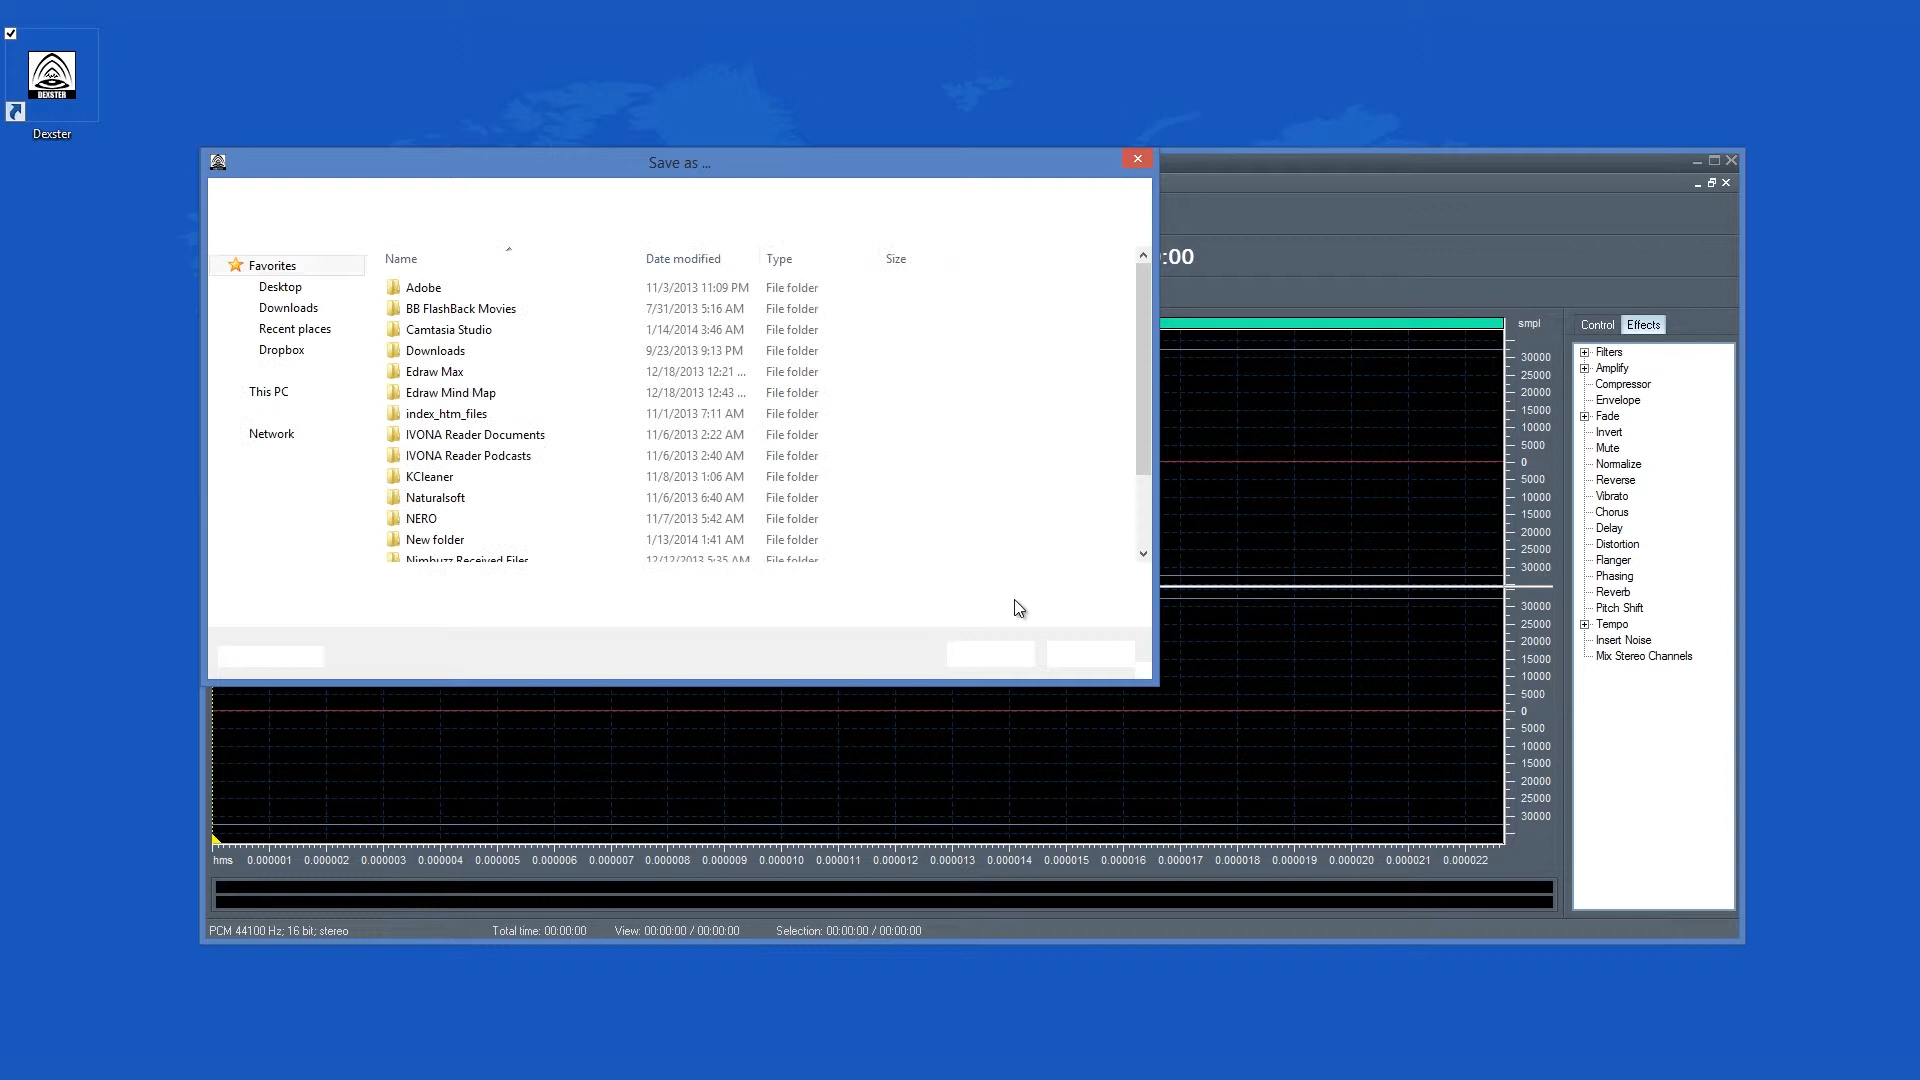 DEXSTER
Dexster
Save as ...
Name Date modified Type Size
Favorites
Desktop
Downloads
Recent places
Dropbox
This PC
Network
Adobe 11/3/2013 11:09 PM File folder
BB FlashBack Movies 7/31/2013 5:16 AM File folder
Camtasia Studio 1/14/2014 3:46 AM File folder
Downloads 9/23/2013 9:13 PM File folder
Edraw Max 12/18/2013 12:21 ... File folder
Edraw Mind Map 12/18/2013 12:43 ... File folder
index_htm_files 11/1/2013 7:11 AM File folder
IVONA Reader Documents 11/6/2013 2:22 AM File folder
IVONA Reader Podcasts 11/6/2013 2:40 AM File folder
KCleaner 11/8/2013 1:06 AM File folder
Naturalsoft 11/6/2013 6:40 AM File folder
NERO 11/7/2013 5:42 AM File folder
New folder 1/13/2014 1:41 AM File folder
Nimbuzz Received Files 12/12/2013 5:35 AM File folder
:00
smpl
30000
25000
20000
15000
10000
5000
0
5000
10000
15000
20000
25000
30000
30000
25000
20000
15000
10000
5000
0
5000
10000
15000
20000
25000
30000
Control Effects
Filters
Amplify
Compressor
Envelope
Fade
Invert
Mute
Normalize
Reverse
Vibrato
Chorus
Delay
Distortion
Flanger
Phasing
Reverb
Pitch Shift
Tempo
Insert Noise
Mix Stereo Channels
hms 0.000001 0.000002 0.000003 0.000004 0.000005 0.000006 0.000007 0.000008 0.000009 0.000010 0.000011 0.000012 0.000013 0.000014 0.000015 0.000016 0.000017 0.000018 0.000019 0.000020 0.000021 0.000022
PCM 44100 Hz; 16 bit; stereo Total time: 00:00:00 View: 00:00:00 / 00:00:00 Selection: 00:00:00 / 00:00:00